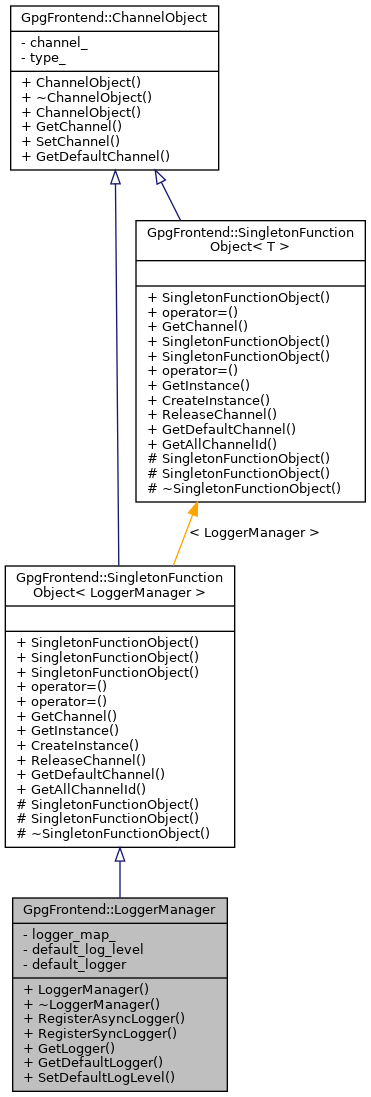 GpgFrontend::ChannelObject
- channel_
- type_
+ ChannelObject()
+ ~ChannelObject()
+ ChannelObject()
+ GetChannel()
+ SetChannel()
+ GetDefaultChannel()
GpgFrontend::SingletonFunction
Object< T >
+ SingletonFunctionObject()
+ operator=()
+ GetChannel()
+ SingletonFunctionObject()
+ SingletonFunctionObject()
+ operator=()
+ GetInstance()
+ CreateInstance()
+ ReleaseChannel()
+ GetDefaultChannel()
+ GetAllChannelId()
# SingletonFunctionObject()
# SingletonFunctionObject()
# ~SingletonFunctionObject()
< LoggerManager >
GpgFrontend::SingletonFunction
Object< LoggerManager >
+ SingletonFunctionObject()
+ SingletonFunctionObject()
+ SingletonFunctionObject()
+ operator=()
+ operator=()
+ GetChannel()
+ GetInstance()
+ CreateInstance()
+ ReleaseChannel()
+ GetDefaultChannel()
+ GetAllChannelId()
# SingletonFunctionObject()
# SingletonFunctionObject()
# ~SingletonFunctionObject()
GpgFrontend::LoggerManager
- logger_map_
- default_log_level
- default_logger
+ LoggerManager()
+ ~LoggerManager()
+ RegisterAsyncLogger()
+ RegisterSyncLogger()
+ GetLogger()
+ GetDefaultLogger()
+ SetDefaultLogLevel()